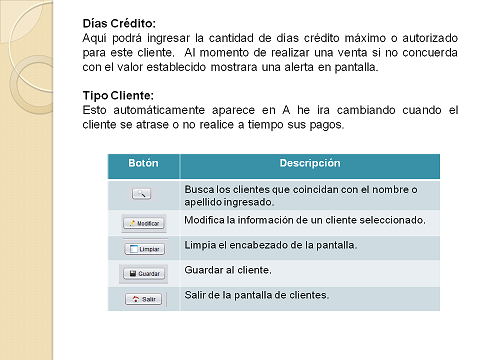 Días Crédito:
Aquí podrá ingresar la cantidad de días crédito máximo o autorizado
para este cliente. Al momento de realizar una venta si no concuerda
con el valor establecido mostrara una alerta en pantalla.
Tipo Cliente:
Esto automáticamente aparece en A he ira cambiando cuando el
cliente se atrase o no realice a tiempo sus pagos.
Botón Descripción
Busca los clientes que coincidan con el nombre o
apellido ingresado.
Modificar Modifica la información de un cliente seleccionado.
Limpiar Limpia el encabezado de la pantalla.
Guardar Guardar al cliente.
Salir Salir de la pantalla de clientes.